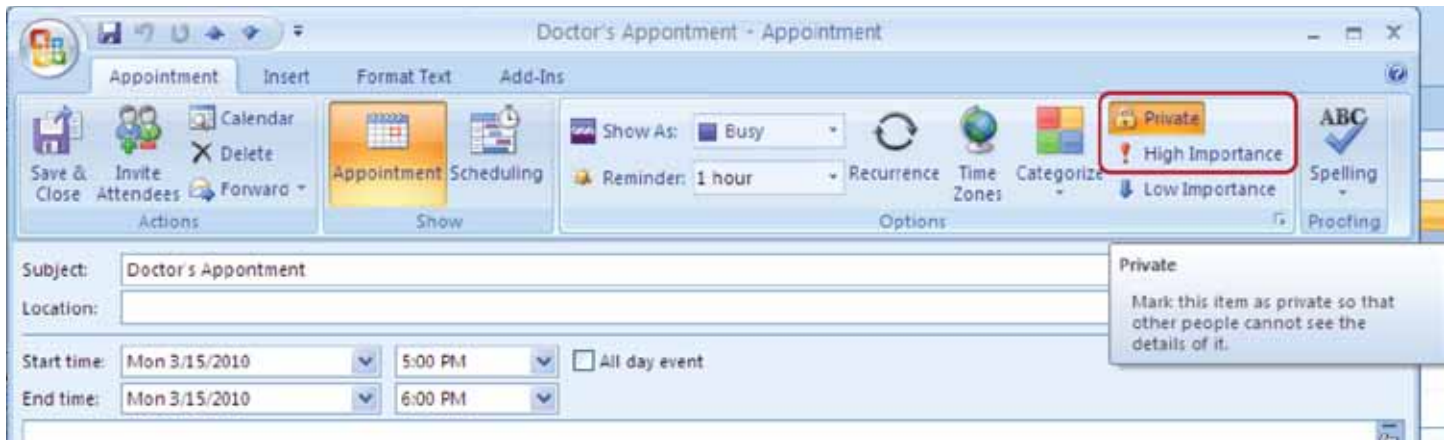 Doctor's Appontment - Appointment
Appointment Insert Format Text Add-Ins
Save & Close
Invite Attendees
Calendar
Delete
Forward
Actions
Appointment
Scheduling
Show
Show As: Busy
Reminder: 1 hour
Recurrence
Time Zones
Categorize
Private
High Importance
Low Importance
Options
ABC
Spelling
Proofing
Subject: Doctor's Appontment
Location:
Start time: Mon 3/15/2010 5:00 PM All day event
End time: Mon 3/15/2010 6:00 PM
Private
Mark this item as private so that
other people cannot see the
details of it.